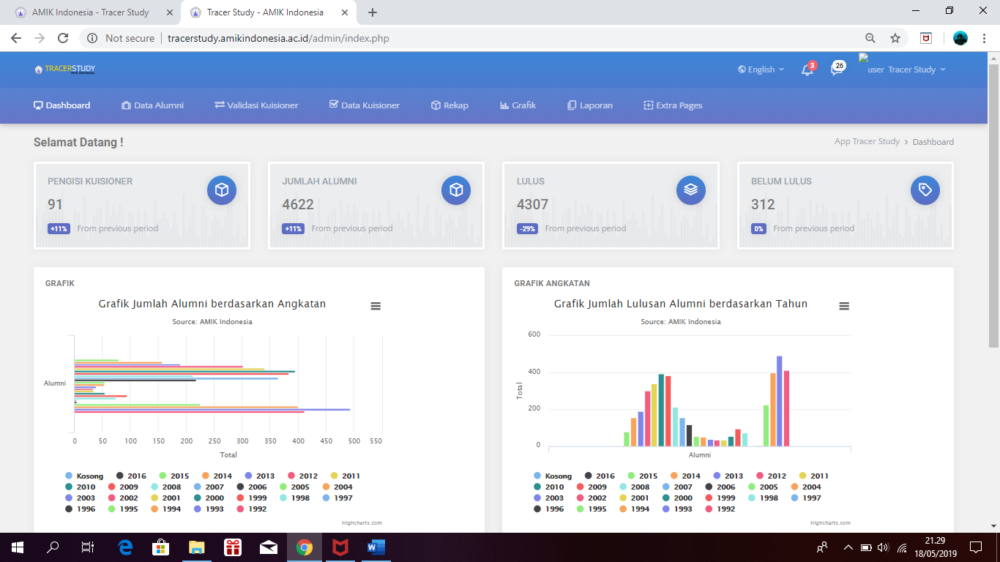 AMIK Indonesia - Tracer Study
Tracer Study - AMIK Indonesia
Not secure
tracerstudy.amikindonesia.ac.id/admin/index.php
TRACERSTUDY
AMIK INDONESIA
English
3
26
user Tracer Study
Dashboard
Data Alumni
Validasi Kuisioner
Data Kuisioner
Rekap
Grafik
Laporan
Extra Pages
Selamat Datang !
App Tracer Study > Dashboard
PENGISI KUISIONER
91
+11% From previous period
JUMLAH ALUMNI
4622
+11% From previous period
LULUS
4307
-29% From previous period
BELUM LULUS
312
0% From previous period
GRAFIK
Grafik Jumlah Alumni berdasarkan Angkatan
Source: AMIK Indonesia
Alumni
0 50 100 150 200 250 300 350 400 450 500 550
Total
Kosong 2016 2015 2014 2013 2012 2011
2010 2009 2008 2007 2006 2005 2004
2003 2002 2001 2000 1999 1998 1997
1996 1995 1994 1993 1992
Highcharts.com
GRAFIK ANGKATAN
Grafik Jumlah Lulusan Alumni berdasarkan Tahun
Source: AMIK Indonesia
600
400
200
0
Total
Alumni
Kosong 2016 2015 2014 2013 2012 2011
2010 2009 2008 2007 2006 2005 2004
2003 2002 2001 2000 1999 1998 1997
1996 1995 1994 1993 1992
Highcharts.com
21.29
18/05/2019